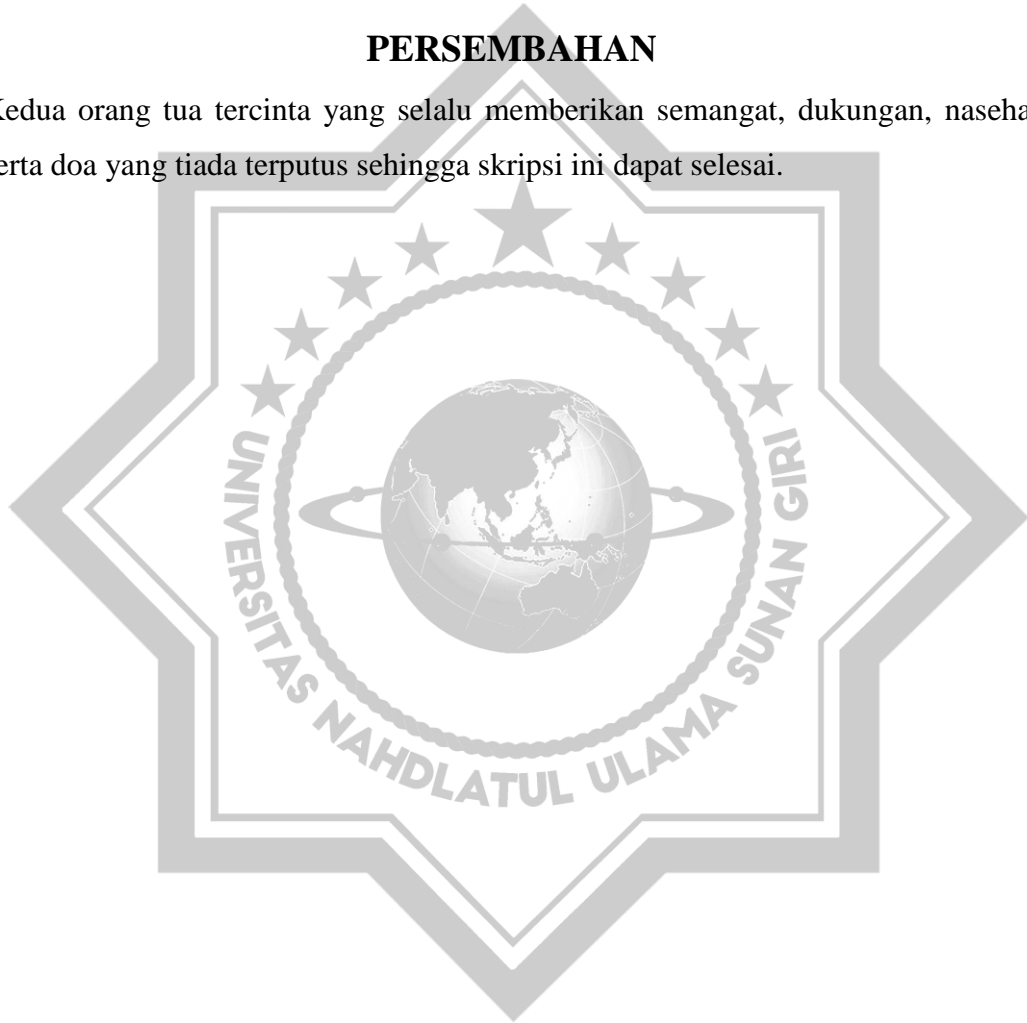 PERSEMBAHAN
Kedua orang tua tercinta yang selalu memberikan semangat, dukungan, naseha
erta doa yang tiada terputus sehingga skripsi ini dapat selesai.
UNIVERSITAS NAHDLATUL ULAMA SUNAN GIRI